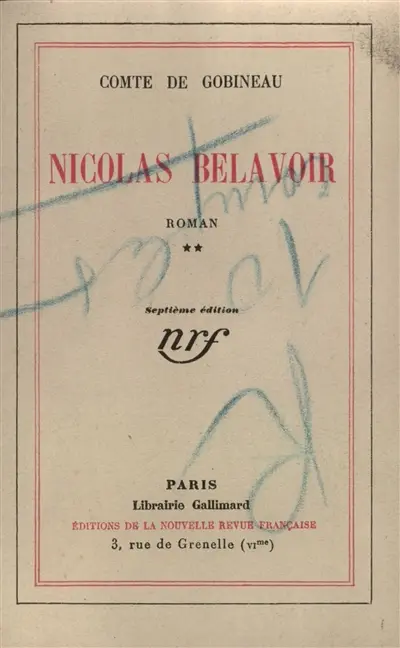 COMTE DE GOBINEAU
NICOLAS BELAVOIR
ROMAN
★★
Septième édition
nrf
PARIS
Librairie Gallimard
ÉDITIONS DE LA NOUVELLE REVUE FRANÇAISE
3, rue de Grenelle (VIme)